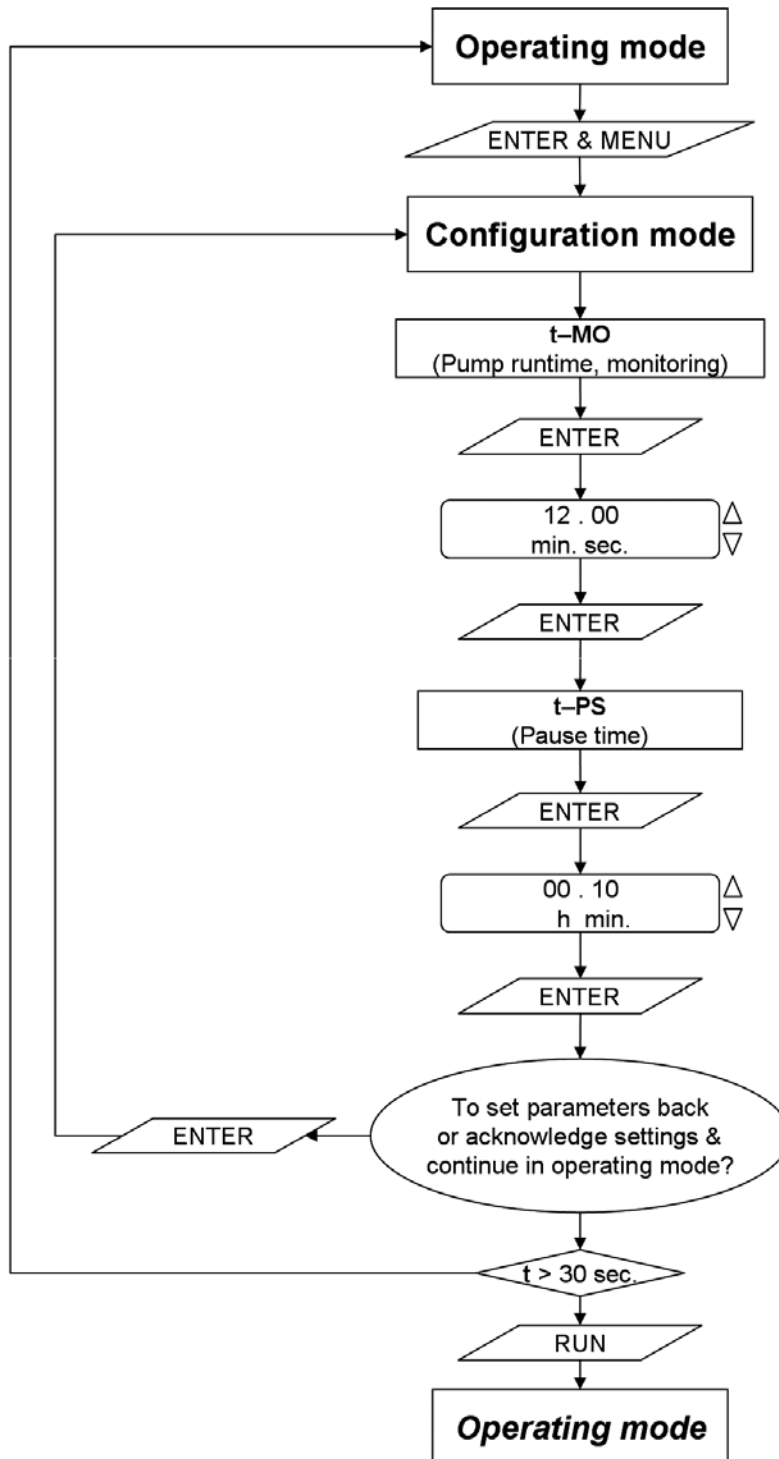 Operating mode
ENTER & MENU
Configuration mode
t–MO
(Pump runtime, monitoring)
ENTER
12 . 00
min. sec.
ENTER
t–PS
(Pause time)
ENTER
00 . 10
h min.
ENTER
To set parameters back
or acknowledge settings &
continue in operating mode?
ENTER
t > 30 sec.
RUN
Operating mode